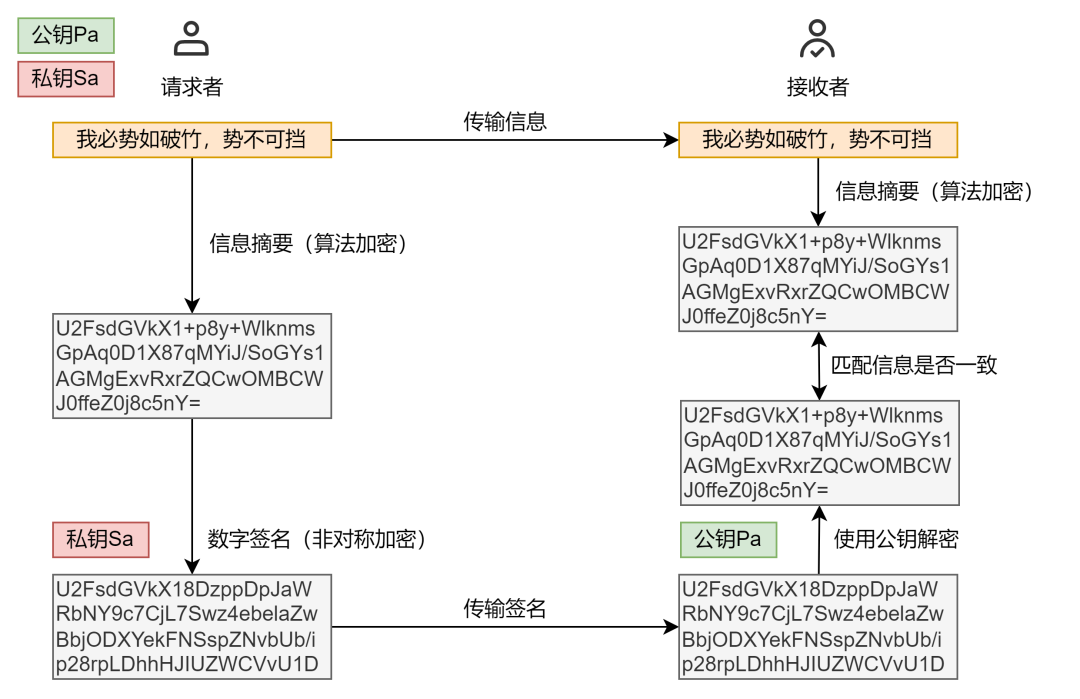 公钥Pa
私钥Sa
请求者
接收者
我必势如破竹，势不可挡
传输信息
我必势如破竹，势不可挡
信息摘要（算法加密）
信息摘要（算法加密）
U2FsdGVkX1+p8y+Wlknms
GpAq0D1X87qMYiJ/SoGYs1
AGMgExvRxrZQCwOMBCW
J0ffeZ0j8c5nY=
U2FsdGVkX1+p8y+Wlknms
GpAq0D1X87qMYiJ/SoGYs1
AGMgExvRxrZQCwOMBCW
J0ffeZ0j8c5nY=
匹配信息是否一致
U2FsdGVkX1+p8y+Wlknms
GpAq0D1X87qMYiJ/SoGYs1
AGMgExvRxrZQCwOMBCW
J0ffeZ0j8c5nY=
私钥Sa
数字签名（非对称加密）
公钥Pa
使用公钥解密
U2FsdGVkX18DzppDpJaW
RbNY9c7CjL7Swz4ebelaZw
BbjODXYekFNSspZNvbUb/i
p28rpLDhhHJIUZWCVvU1D
传输签名
U2FsdGVkX18DzppDpJaW
RbNY9c7CjL7Swz4ebelaZw
BbjODXYekFNSspZNvbUb/i
p28rpLDhhHJIUZWCVvU1D